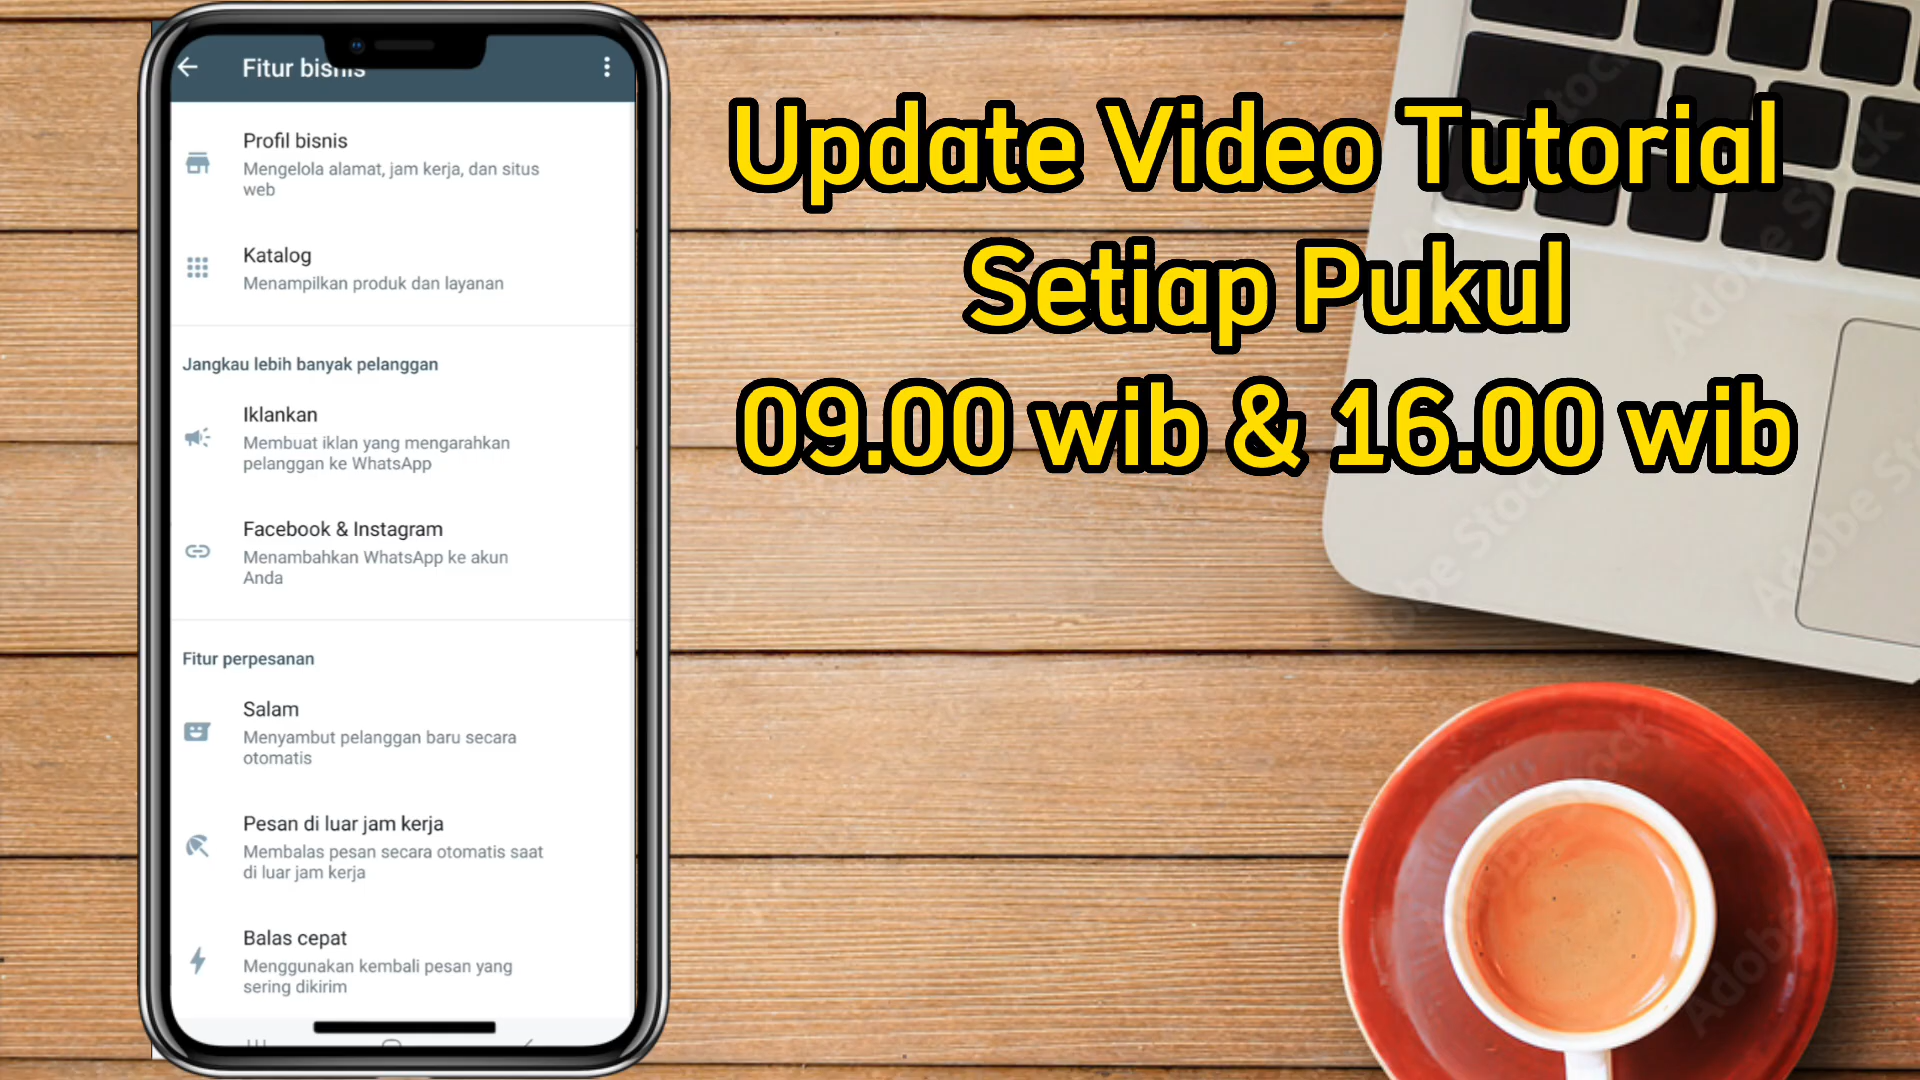 Fitur bisnis
Profil bisnis
Mengelola alamat, jam kerja, dan situs
web
Katalog
Menampilkan produk dan layanan
Jangkau lebih banyak pelanggan
Iklankan
Membuat iklan yang mengarahkan
pelanggan ke WhatsApp
Facebook & Instagram
Menambahkan WhatsApp ke akun
Anda
Fitur perpesanan
Salam
Menyambut pelanggan baru secara
otomatis
Pesan di luar jam kerja
Membalas pesan secara otomatis saat
di luar jam kerja
Balas cepat
Menggunakan kembali pesan yang
sering dikirim
Update Video Tutorial
Setiap Pukul
09.00 wib & 16.00 wib
Adobe Stock
Adobe Stock